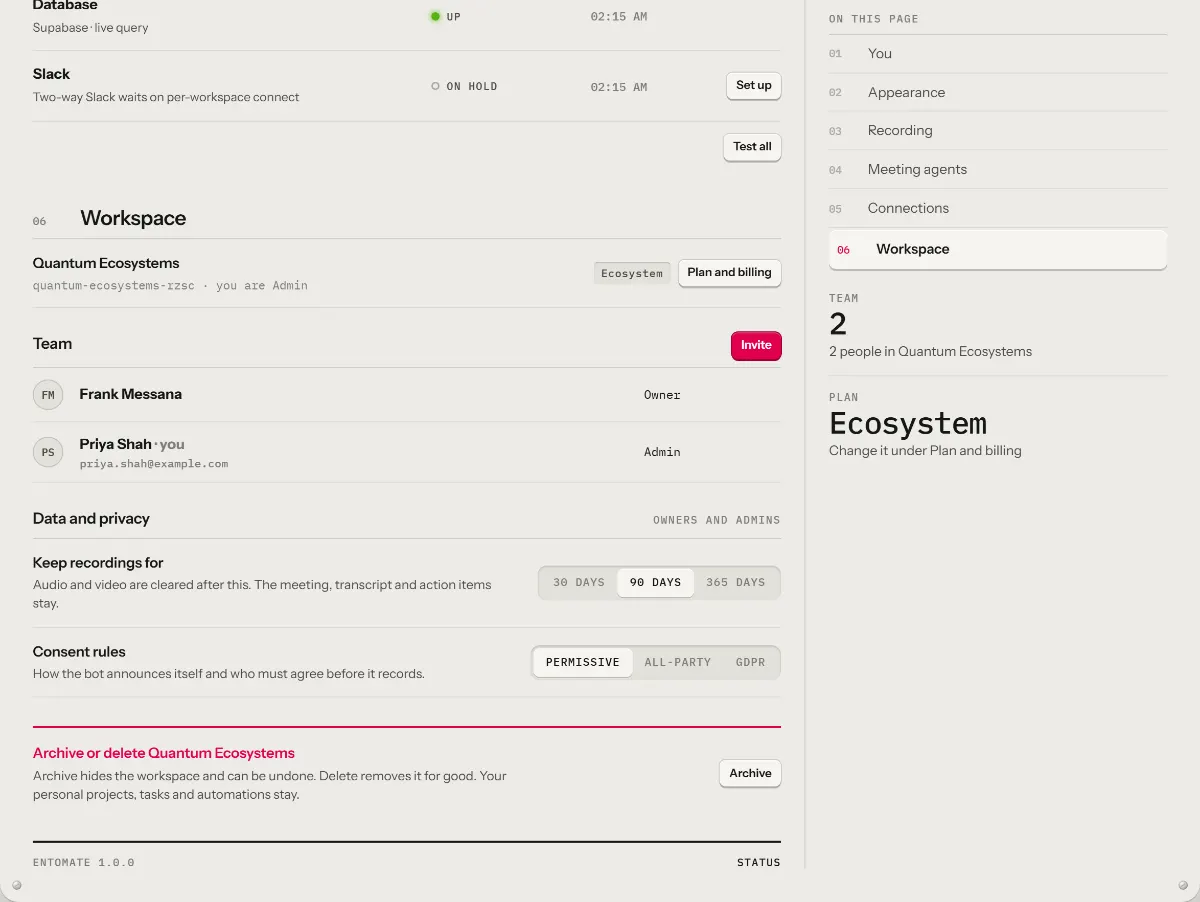 Database
UP
02:15 AM
Supabase · live query
Slack
ON HOLD
02:15 AM
Set up
Two-way Slack waits on per-workspace connect
Test all
06
Workspace
Quantum Ecosystems
Ecosystem
Plan and billing
quantum-ecosystems-rzsc · you are Admin
Team
Invite
FM
Frank Messana
Owner
PS
Priya Shah · you
Admin
priya.shah@example.com
Data and privacy
OWNERS AND ADMINS
Keep recordings for
Audio and video are cleared after this. The meeting, transcript and action items
stay.
30 DAYS
90 DAYS
365 DAYS
Consent rules
How the bot announces itself and who must agree before it records.
PERMISSIVE
ALL-PARTY
GDPR
Archive or delete Quantum Ecosystems
Archive hides the workspace and can be undone. Delete removes it for good. Your
personal projects, tasks and automations stay.
Archive
ENTOMATE 1.0.0
STATUS
ON THIS PAGE
01 You
02 Appearance
03 Recording
04 Meeting agents
05 Connections
06 Workspace
TEAM
2
2 people in Quantum Ecosystems
PLAN
Ecosystem
Change it under Plan and billing